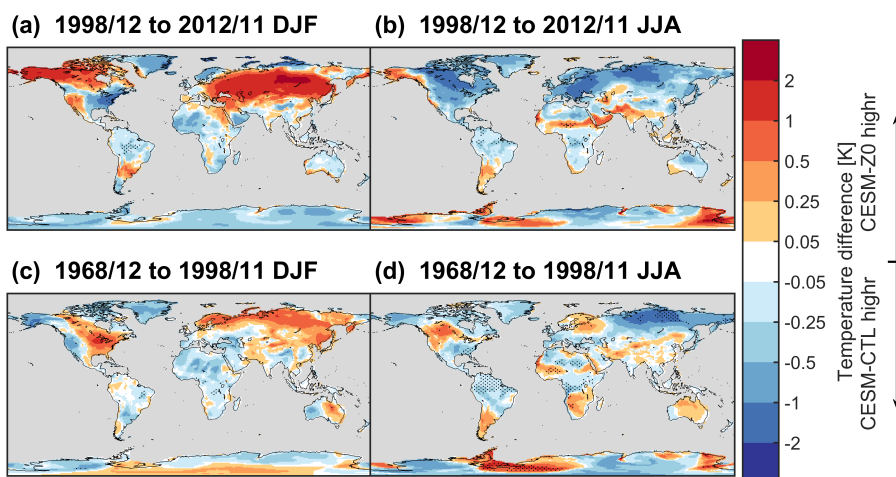 (a) 1998/12 to 2012/11 DJF
(b) 1998/12 to 2012/11 JJA
(c) 1968/12 to 1998/11 DJF
(d) 1968/12 to 1998/11 JJA
2
1
0.5
0.25
0.05
-0.05
-0.25
-0.5
-1
-2
Temperature difference [K]
CESM-Z0 highr
CESM-CTL highr